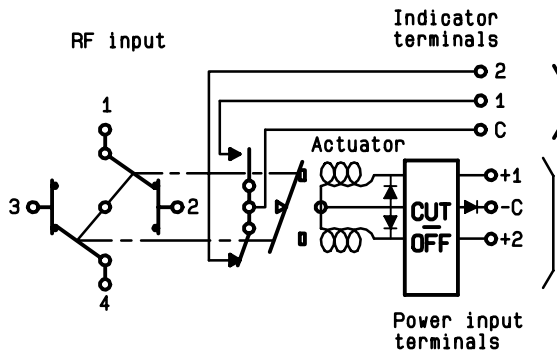 Indicator
terminals
RF input
2
1
C
1
Actuator
+1
3
2
CUT
OFF
-C
+2
4
Power input
terminals